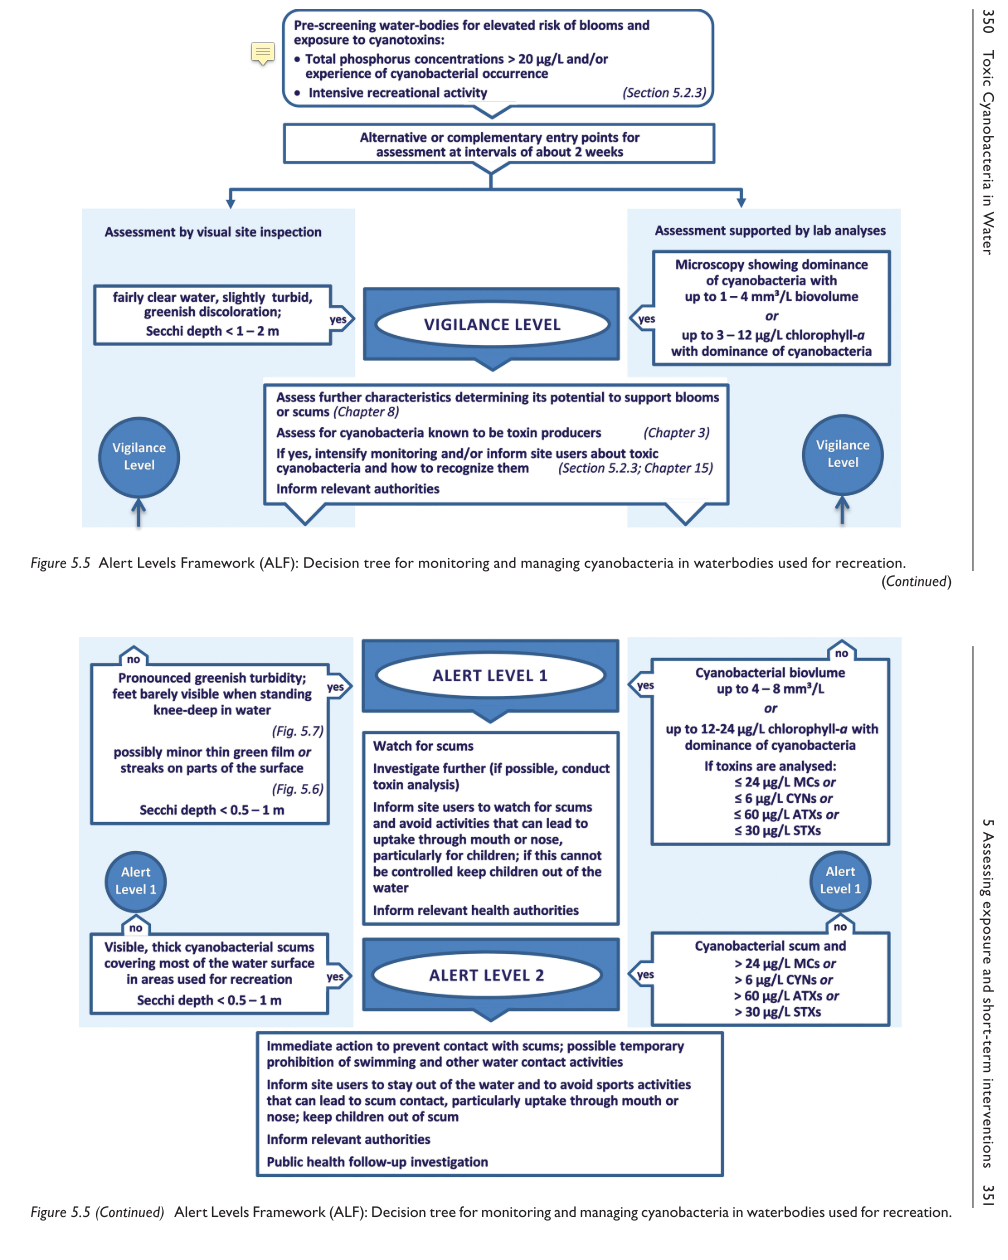 Pre-screening water-bodies for elevated risk of blooms and
exposure to cyanotoxins:
• Total phosphorus concentrations > 20 µg/L and/or
experience of cyanobacterial occurrence
• Intensive recreational activity (Section 5.2.3)
Alternative or complementary entry points for
assessment at intervals of about 2 weeks
Assessment by visual site inspection
fairly clear water, slightly turbid,
greenish discoloration;
Secchi depth < 1 – 2 m
yes
VIGILANCE LEVEL
Assessment supported by lab analyses
Microscopy showing dominance
of cyanobacteria with
up to 1 – 4 mm³/L biovolume
or
up to 3 – 12 µg/L chlorophyll-a
with dominance of cyanobacteria
yes
Assess further characteristics determining its potential to support blooms
or scums (Chapter 8)
Assess for cyanobacteria known to be toxin producers (Chapter 3)
If yes, intensify monitoring and/or inform site users about toxic
cyanobacteria and how to recognize them (Section 5.2.3; Chapter 15)
Inform relevant authorities
Vigilance
Level
Vigilance
Level
Figure 5.5 Alert Levels Framework (ALF): Decision tree for monitoring and managing cyanobacteria in waterbodies used for recreation.
(Continued)
350 Toxic Cyanobacteria in Water
no
Pronounced greenish turbidity;
feet barely visible when standing
knee-deep in water
(Fig. 5.7)
possibly minor thin green film or
streaks on parts of the surface
(Fig. 5.6)
Secchi depth < 0.5 – 1 m
yes
ALERT LEVEL 1
Watch for scums
Investigate further (if possible, conduct
toxin analysis)
Inform site users to watch for scums
and avoid activities that can lead to
uptake through mouth or nose,
particularly for children; if this cannot
be controlled keep children out of the
water
Inform relevant health authorities
no
yes
Cyanobacterial biovlume
up to 4 – 8 mm³/L
or
up to 12-24 µg/L chlorophyll-a with
dominance of cyanobacteria
If toxins are analysed:
≤ 24 µg/L MCs or
≤ 6 µg/L CYNs or
≤ 60 µg/L ATXs or
≤ 30 µg/L STXs
Alert
Level 1
Alert
Level 1
no
Visible, thick cyanobacterial scums
covering most of the water surface
in areas used for recreation
Secchi depth < 0.5 – 1 m
yes
ALERT LEVEL 2
no
yes
Cyanobacterial scum and
> 24 µg/L MCs or
> 6 µg/L CYNs or
> 60 µg/L ATXs or
> 30 µg/L STXs
Immediate action to prevent contact with scums; possible temporary
prohibition of swimming and other water contact activities
Inform site users to stay out of the water and to avoid sports activities
that can lead to scum contact, particularly uptake through mouth or
nose; keep children out of scum
Inform relevant authorities
Public health follow-up investigation
Figure 5.5 (Continued) Alert Levels Framework (ALF): Decision tree for monitoring and managing cyanobacteria in waterbodies used for recreation.
5 Assessing exposure and short-term interventions 351